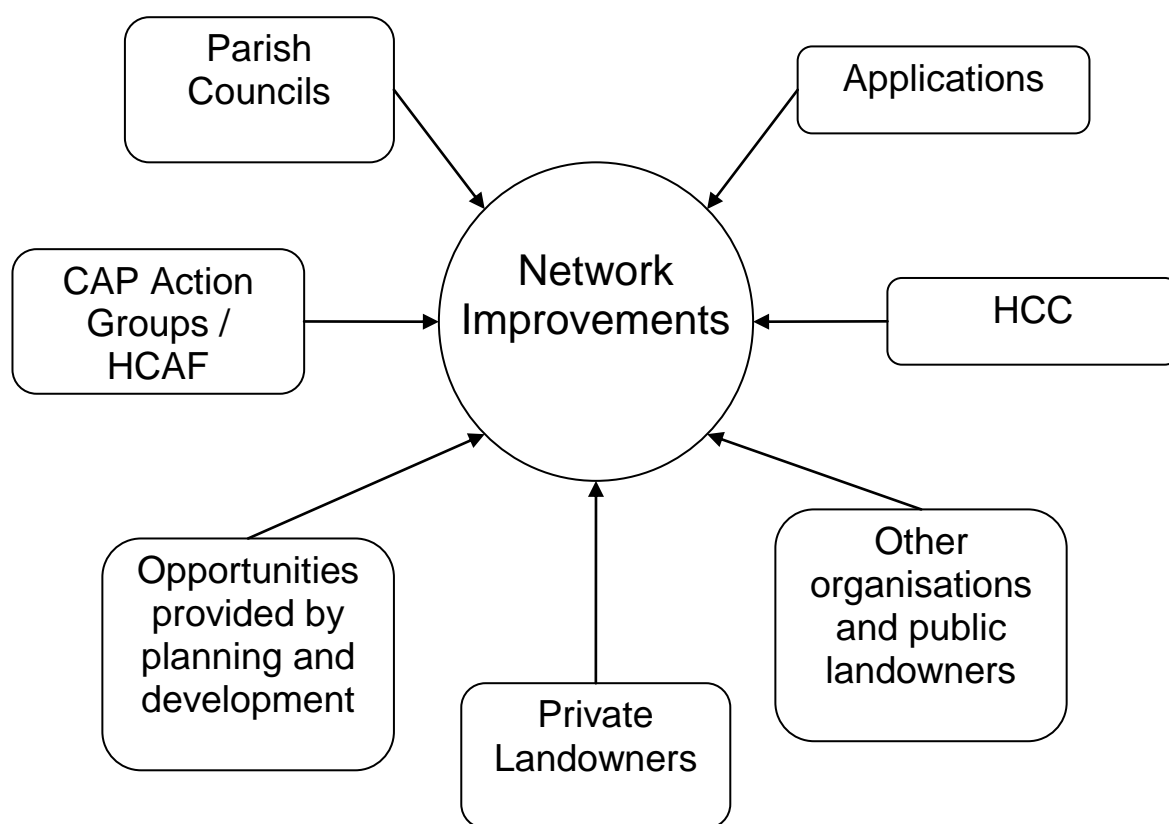 Parish
Councils
Applications
Network
Improvements
CAP Action
Groups /
HCAF
HCC
Opportunities
provided by
planning and
development
Private
Landowners
Other
organisations
and public
landowners